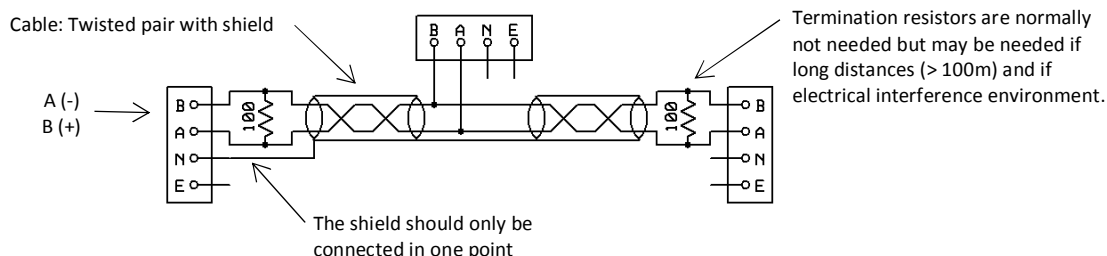 Cable: Twisted pair with shield
B A N E
Termination resistors are normally
not needed but may be needed if
long distances (> 100m) and if
electrical interference environment.
A (-)
B (+)
B
A
N
E
100
100
B
A
N
E
The shield should only be
connected in one point